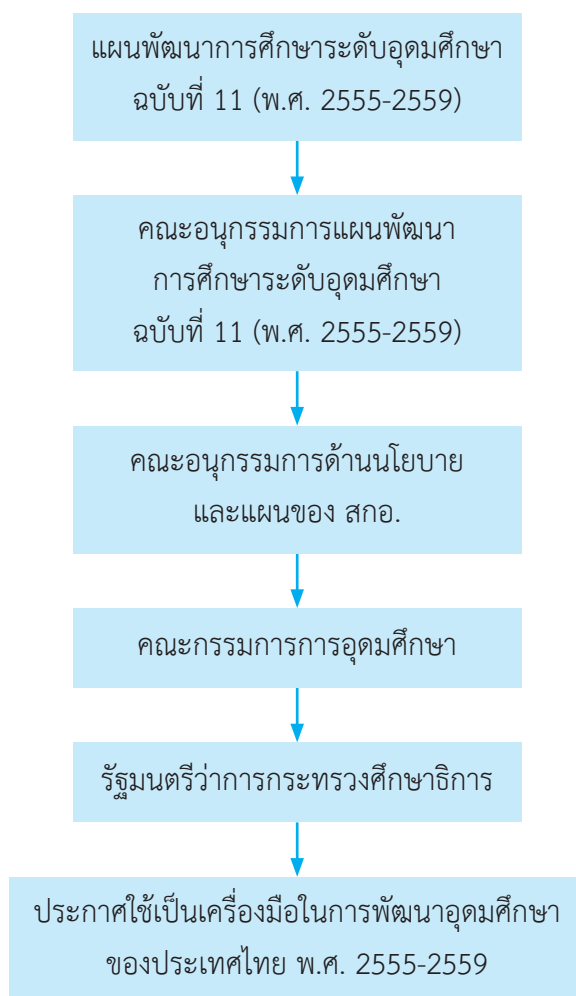 แผนพัฒนาการศึกษาระดับอุดมศึกษา
ฉบับที่ 11 (พ.ศ. 2555-2559)
คณะอนุกรรมการแผนพัฒนา
การศึกษาระดับอุดมศึกษา
ฉบับที่ 11 (พ.ศ. 2555-2559)
คณะอนุกรรมการด้านนโยบาย
และแผนของ สกอ.
คณะกรรมการการอุดมศึกษา
รัฐมนตรีว่าการกระทรวงศึกษาธิการ
ประกาศใช้เป็นเครื่องมือในการพัฒนาอุดมศึกษา
ของประเทศไทย พ.ศ. 2555-2559